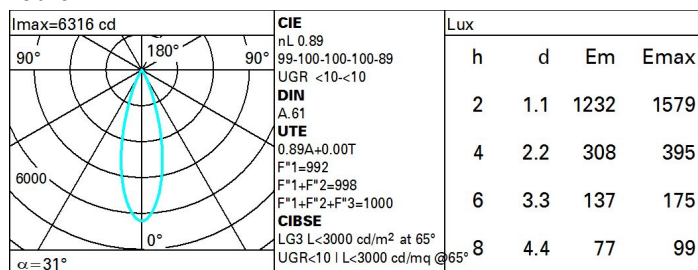 Imax=6316 cd
90°
180°
90°
6000
0°
α=31°
CIE
nL 0.89
99-100-100-100-89
UGR <10-<10
DIN
A.61
UTE
0.89A+0.00T
F"1=992
F"1+F"2=998
F"1+F"2+F"3=1000
CIBSE
LG3 L<3000 cd/m² at 65°
UGR<10 | L<3000 cd/mq @65°
Lux
h d Em Emax
2 1.1 1232 1579
4 2.2 308 395
6 3.3 137 175
8 4.4 77 99